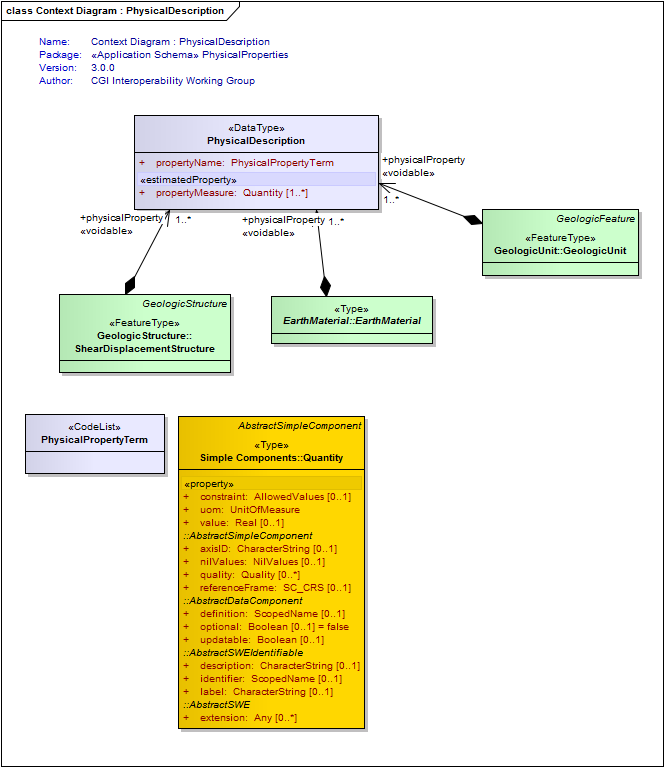 class Context Diagram : PhysicalDescription
Name: Context Diagram : PhysicalDescription
Package: «Application Schema» PhysicalProperties
Version: 3.0.0
Author: CGI Interoperability Working Group
«DataType»
PhysicalDescription
+ propertyName: PhysicalPropertyTerm
«estimatedProperty»
+ propertyMeasure: Quantity [1..*]
+physicalProperty
«voidable»
1..*
+physicalProperty
«voidable»
1..*
+physicalProperty
«voidable»
1..*
GeologicFeature
«FeatureType»
GeologicUnit::GeologicUnit
GeologicStructure
«FeatureType»
GeologicStructure::
ShearDisplacementStructure
«Type»
EarthMaterial::EarthMaterial
«CodeList»
PhysicalPropertyTerm
AbstractSimpleComponent
«Type»
Simple Components::Quantity
«property»
+ constraint: AllowedValues [0..1]
+ uom: UnitOfMeasure
+ value: Real [0..1]
::AbstractSimpleComponent
+ axisID: CharacterString [0..1]
+ nilValues: NilValues [0..1]
+ quality: Quality [0..*]
+ referenceFrame: SC_CRS [0..1]
::AbstractDataComponent
+ definition: ScopedName [0..1]
+ optional: Boolean [0..1] = false
+ updatable: Boolean [0..1]
::AbstractSWEIdentifiable
+ description: CharacterString [0..1]
+ identifier: ScopedName [0..1]
+ label: CharacterString [0..1]
::AbstractSWE
+ extension: Any [0..*]